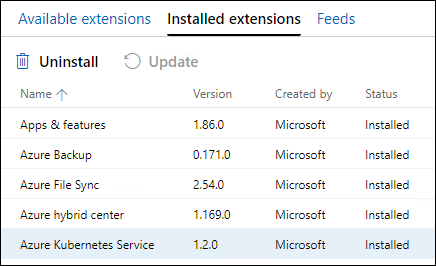 Available extensions Installed extensions Feeds
Uninstall Update
Name Version Created by Status
Apps & features 1.86.0 Microsoft Installed
Azure Backup 0.171.0 Microsoft Installed
Azure File Sync 2.54.0 Microsoft Installed
Azure hybrid center 1.169.0 Microsoft Installed
Azure Kubernetes Service 1.2.0 Microsoft Installed